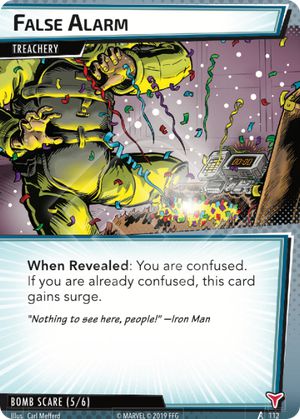 False Alarm
TREACHERY
00:00
When Revealed: You are confused.
If you are already confused, this card
gains surge.
"Nothing to see here, people!" —Iron Man
BOMB SCARE (5/6)
Illus. Carl Mefferd
© MARVEL © 2019 FFG
112